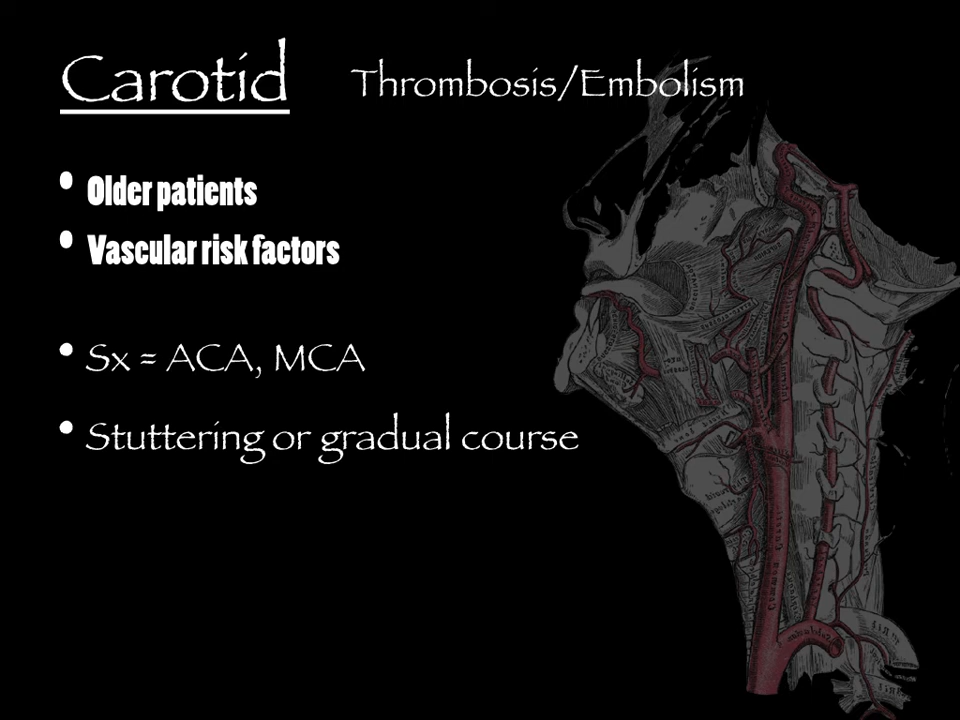 Carotid Thrombosis/Embolism
• Older patients
• Vascular risk factors
• Sx = ACA, MCA
• Stuttering or gradual course